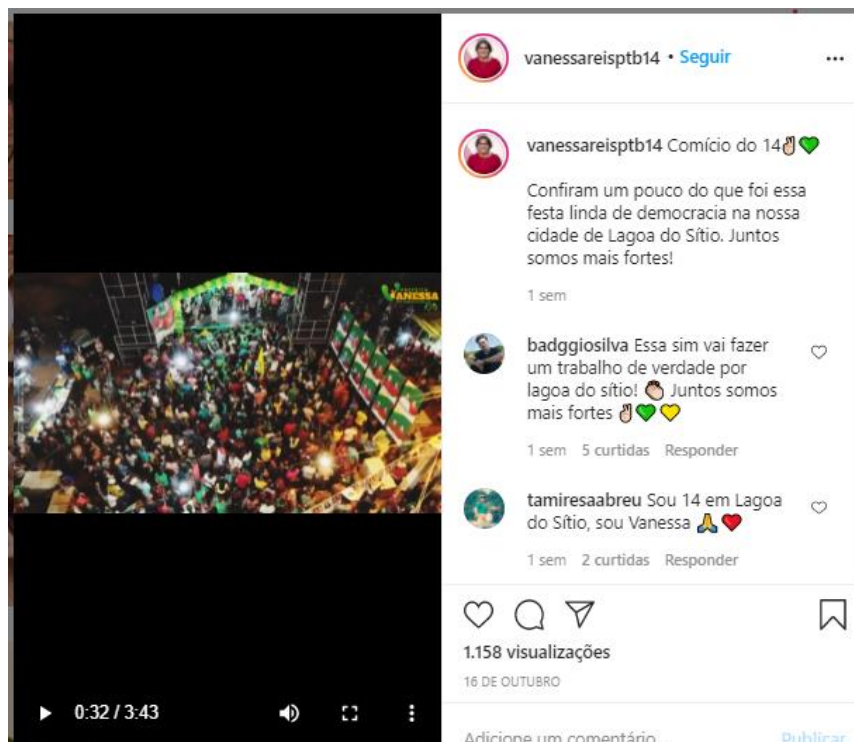 vanessareisptb14 • Seguir
vanessareisptb14 Comício do 14✌🏻💚
Confiram um pouco do que foi essa
festa linda de democracia na nossa
cidade de Lagoa do Sítio. Juntos
somos mais fortes!
1 sem
badggiosilva Essa sim vai fazer
um trabalho de verdade por
lagoa do sítio! 👏🏻 Juntos somos
mais fortes ✌🏻💚💛
1 sem 5 curtidas Responder
tamiresaabreu Sou 14 em Lagoa
do Sítio, sou Vanessa 🙏❤️
1 sem 2 curtidas Responder
1.158 visualizações
16 DE OUTUBRO
Adicione um comentário... Publicar
VANESSA
0:32 / 3:43